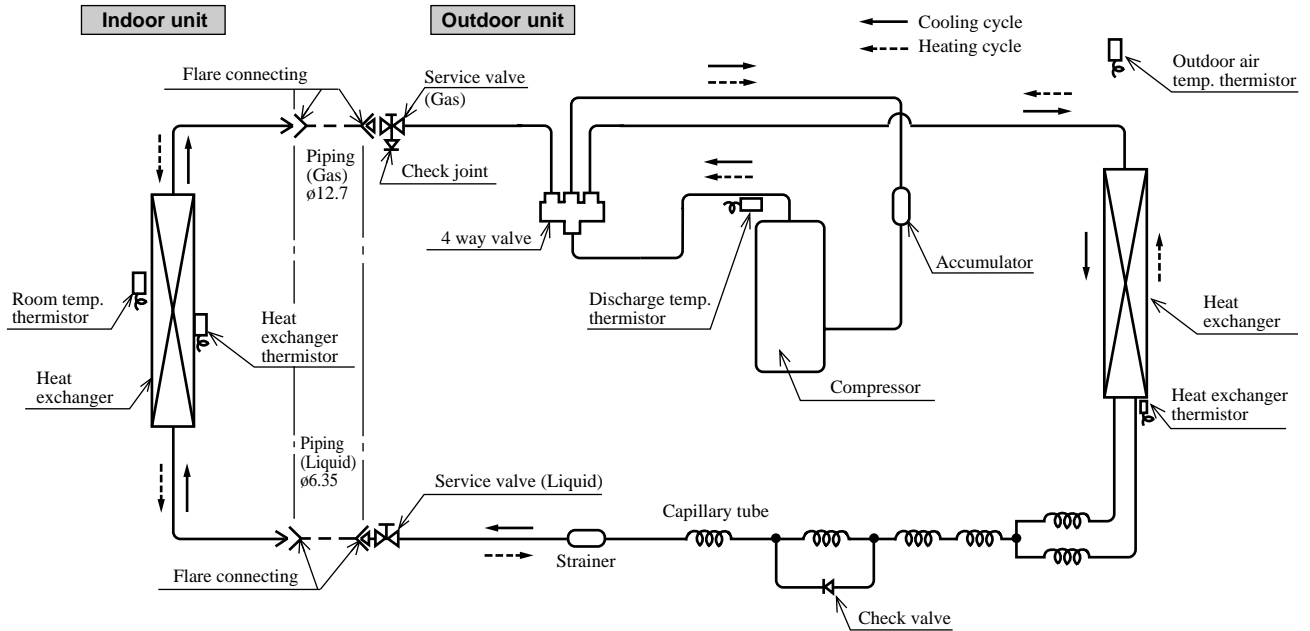 Indoor unit
Outdoor unit
Cooling cycle
Heating cycle
Flare connecting
Service valve
(Gas)
Outdoor air
temp. thermistor
Piping
(Gas)
ø12.7
Check joint
4 way valve
Accumulator
Room temp.
thermistor
Heat
exchanger
thermistor
Discharge temp.
thermistor
Heat
exchanger
Heat
exchanger
Compressor
Heat exchanger
thermistor
Piping
(Liquid)
ø6.35
Service valve (Liquid)
Capillary tube
Strainer
Flare connecting
Check valve